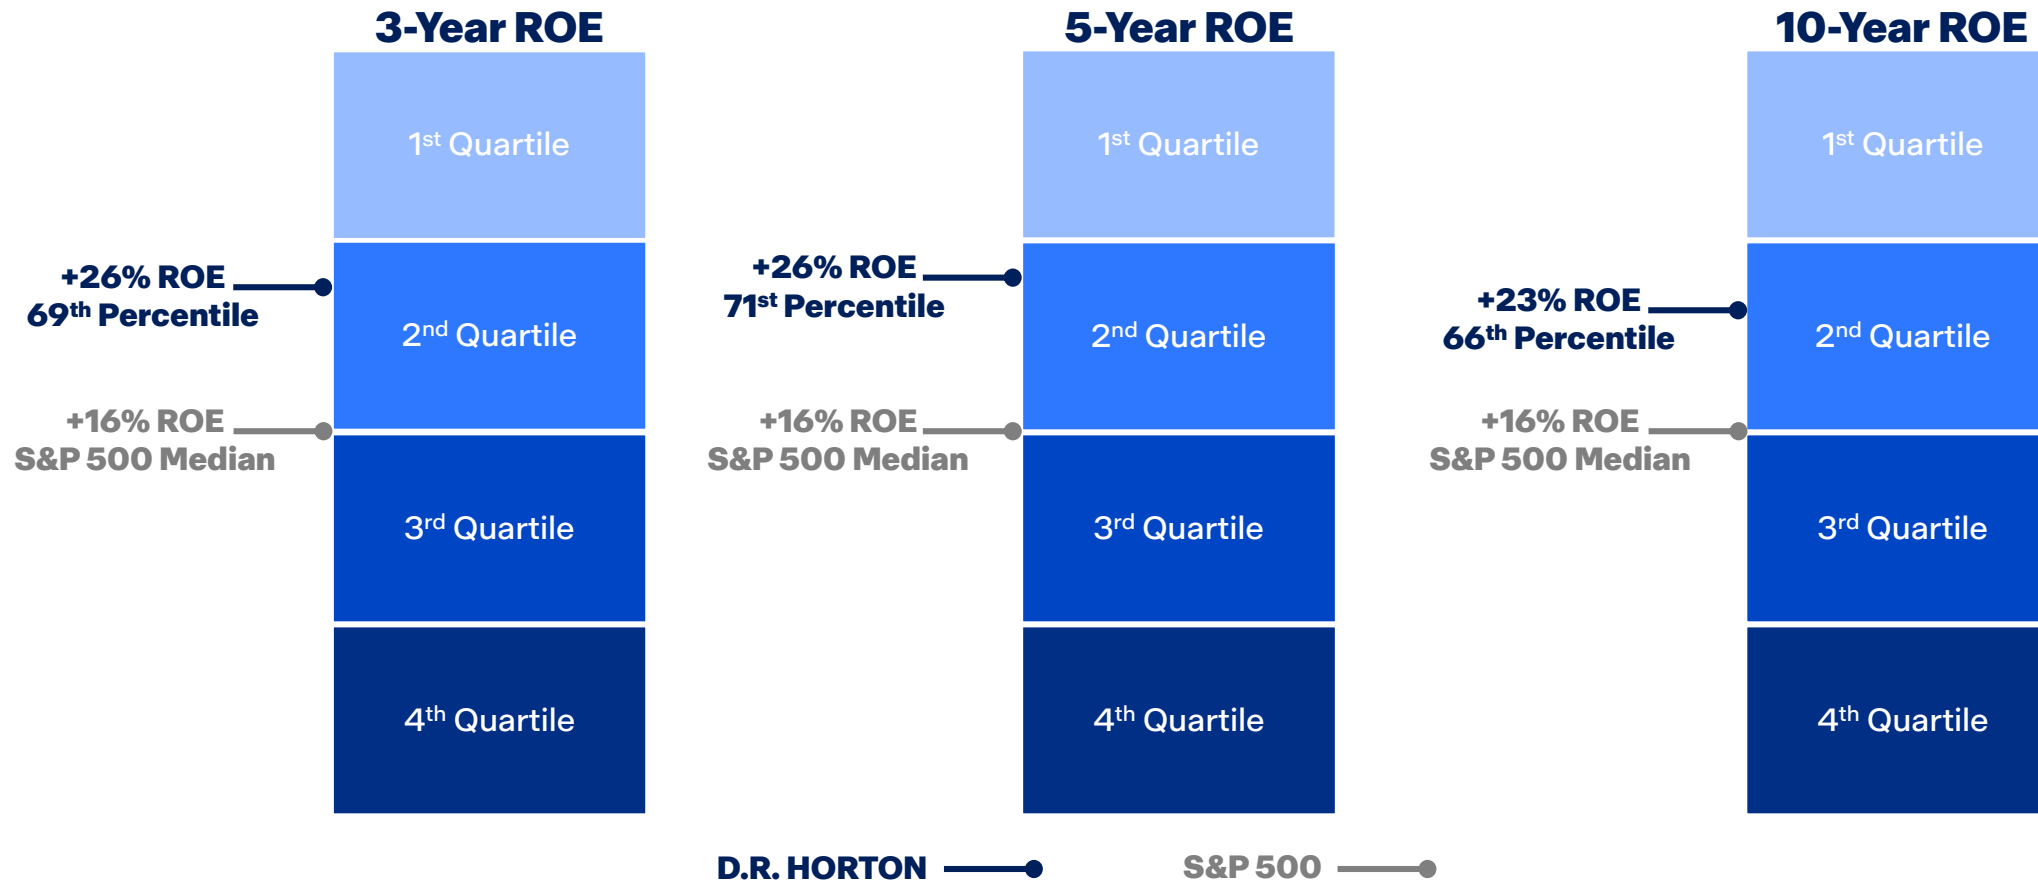 3-Year ROE
1st Quartile
+26% ROE
69th Percentile
2nd Quartile
+16% ROE
S&P 500 Median
3rd Quartile
4th Quartile
5-Year ROE
1st Quartile
+26% ROE
71st Percentile
2nd Quartile
+16% ROE
S&P 500 Median
3rd Quartile
4th Quartile
10-Year ROE
1st Quartile
+23% ROE
66th Percentile
2nd Quartile
+16% ROE
S&P 500 Median
3rd Quartile
4th Quartile
D.R. HORTON
S&P 500